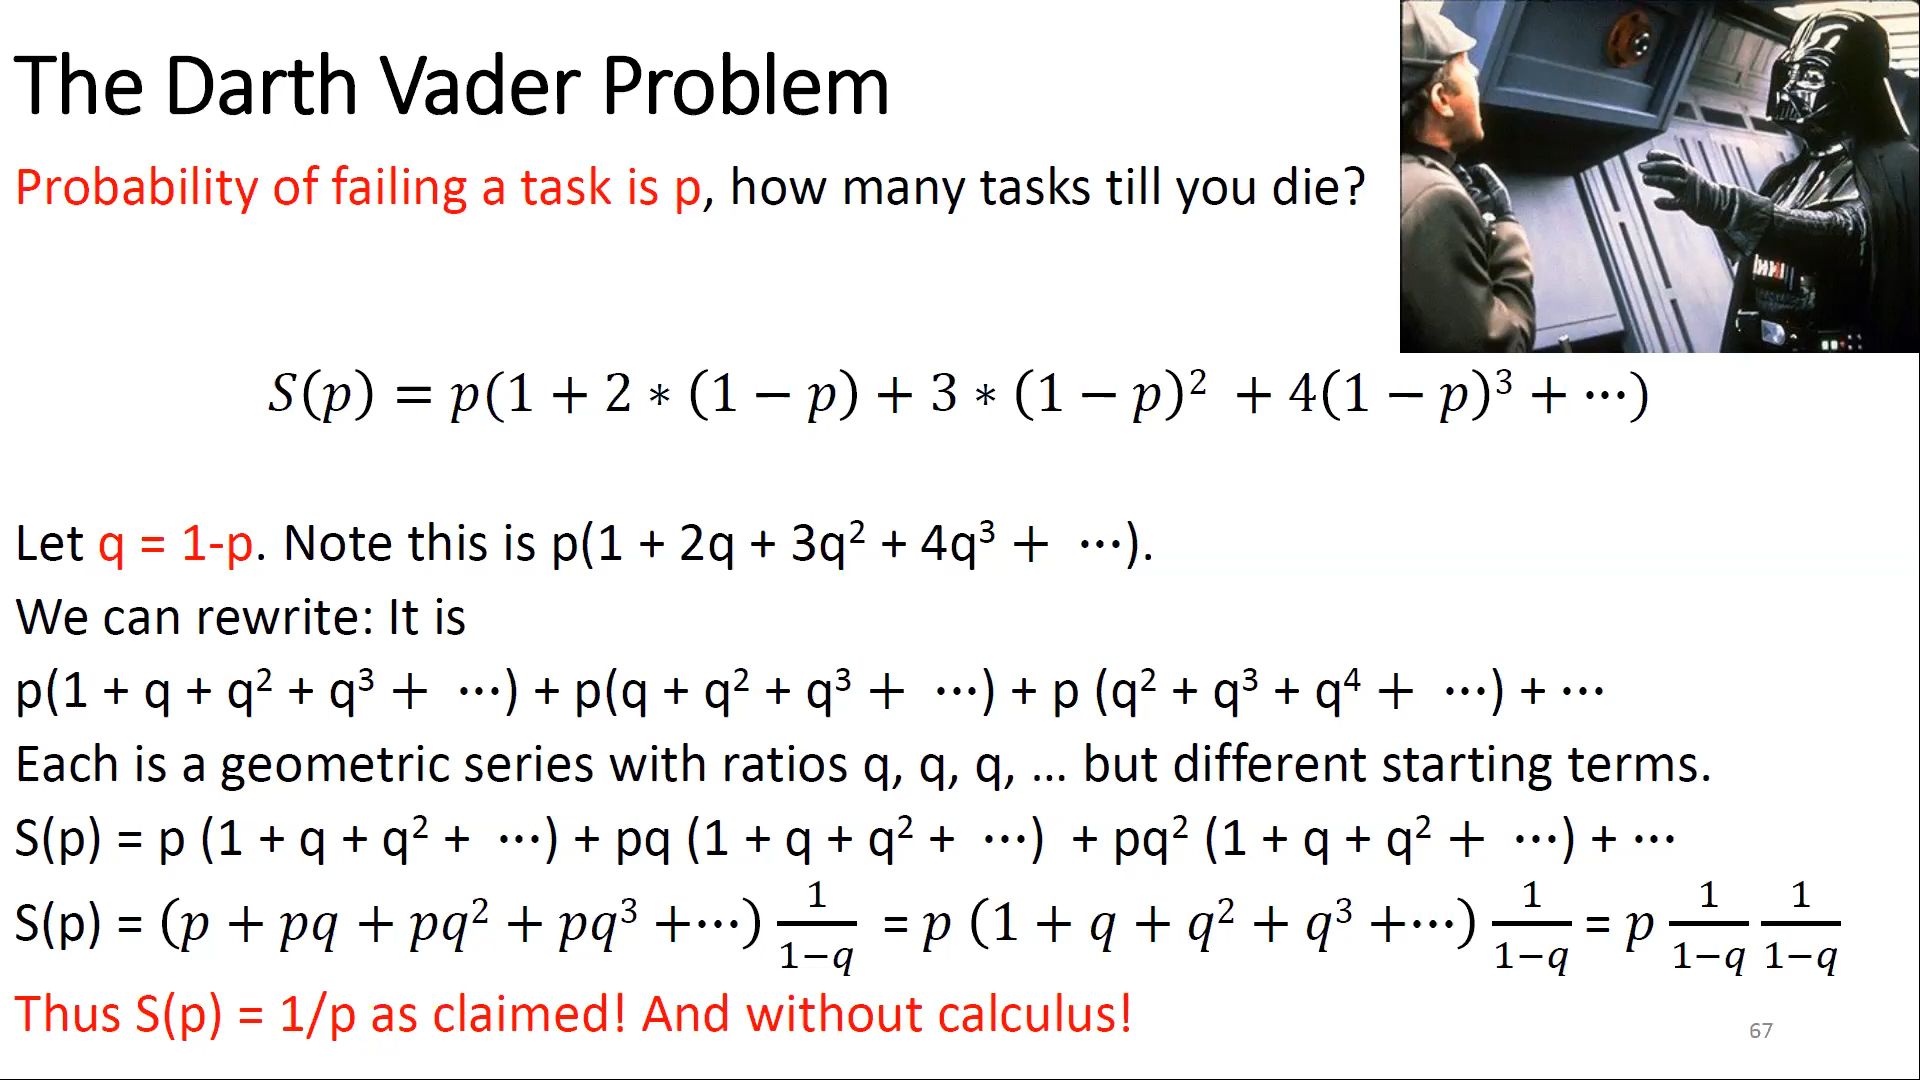 The Darth Vader Problem
Probability of failing a task is p, how many tasks till you die?
S(p) = p(1 + 2 ∗ (1 − p) + 3 ∗ (1 − p)² + 4(1 − p)³ + ⋯)
Let q = 1-p. Note this is p(1 + 2q + 3q² + 4q³ + ⋯).
We can rewrite: It is
p(1 + q + q² + q³ + ⋯) + p(q + q² + q³ + ⋯) + p (q² + q³ + q⁴ + ⋯) + ⋯
Each is a geometric series with ratios q, q, q, … but different starting terms.
S(p) = p (1 + q + q² + ⋯) + pq (1 + q + q² + ⋯) + pq² (1 + q + q² + ⋯) + ⋯
S(p) = (p + pq + pq² + pq³ +⋯) 1/(1−q) = p (1 + q + q² + q³ +⋯) 1/(1−q) = p 1/(1−q) 1/(1−q)
Thus S(p) = 1/p as claimed! And without calculus!
67